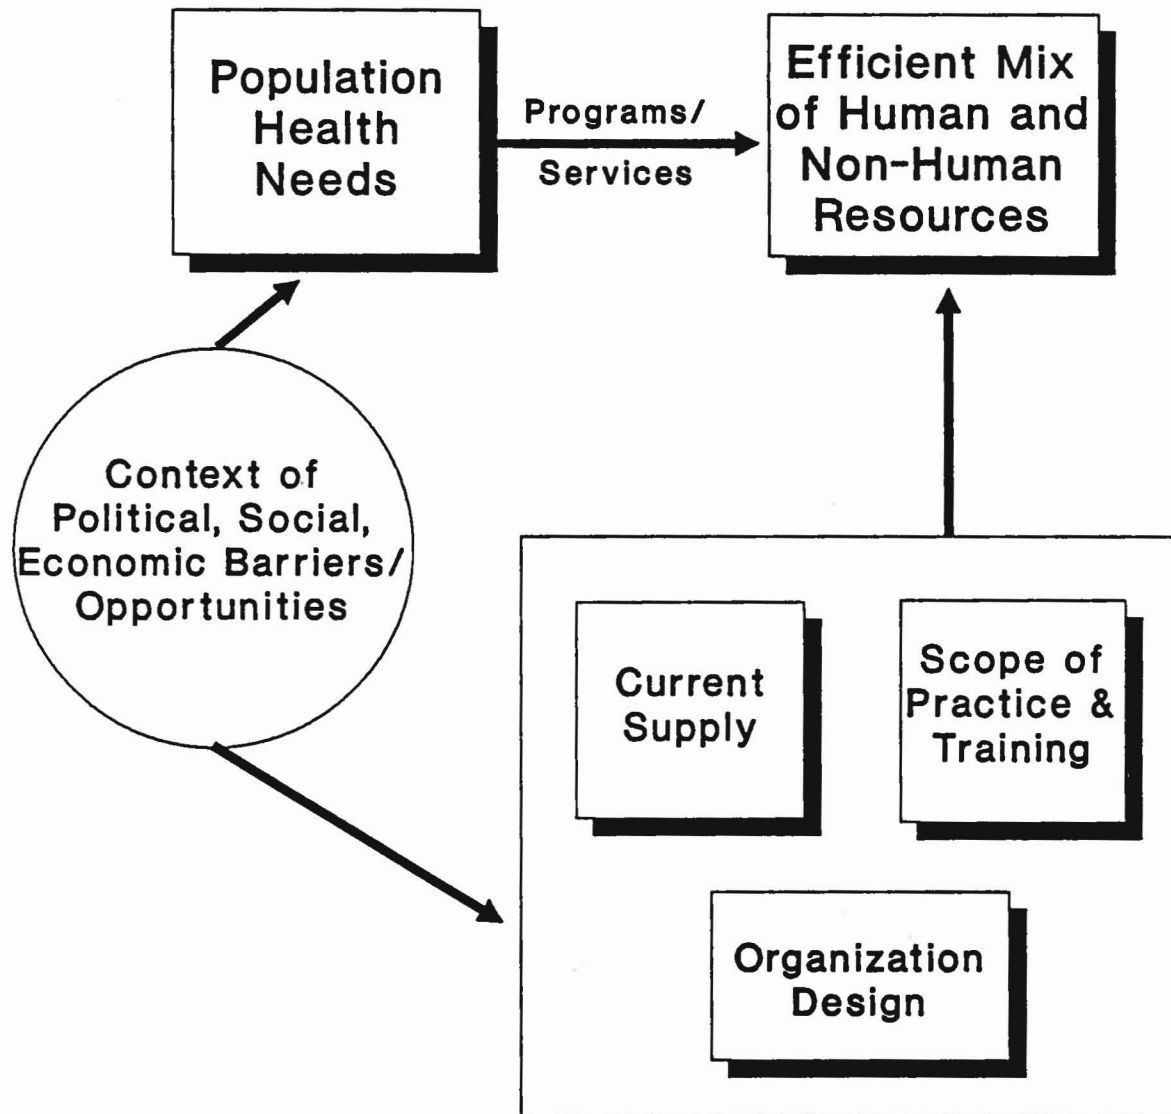 Population
Health
Needs
Programs/
Services
Efficient Mix
of Human and
Non-Human
Resources
Context of
Political, Social,
Economic Barriers/
Opportunities
Current
Supply
Scope of
Practice &
Training
Organization
Design